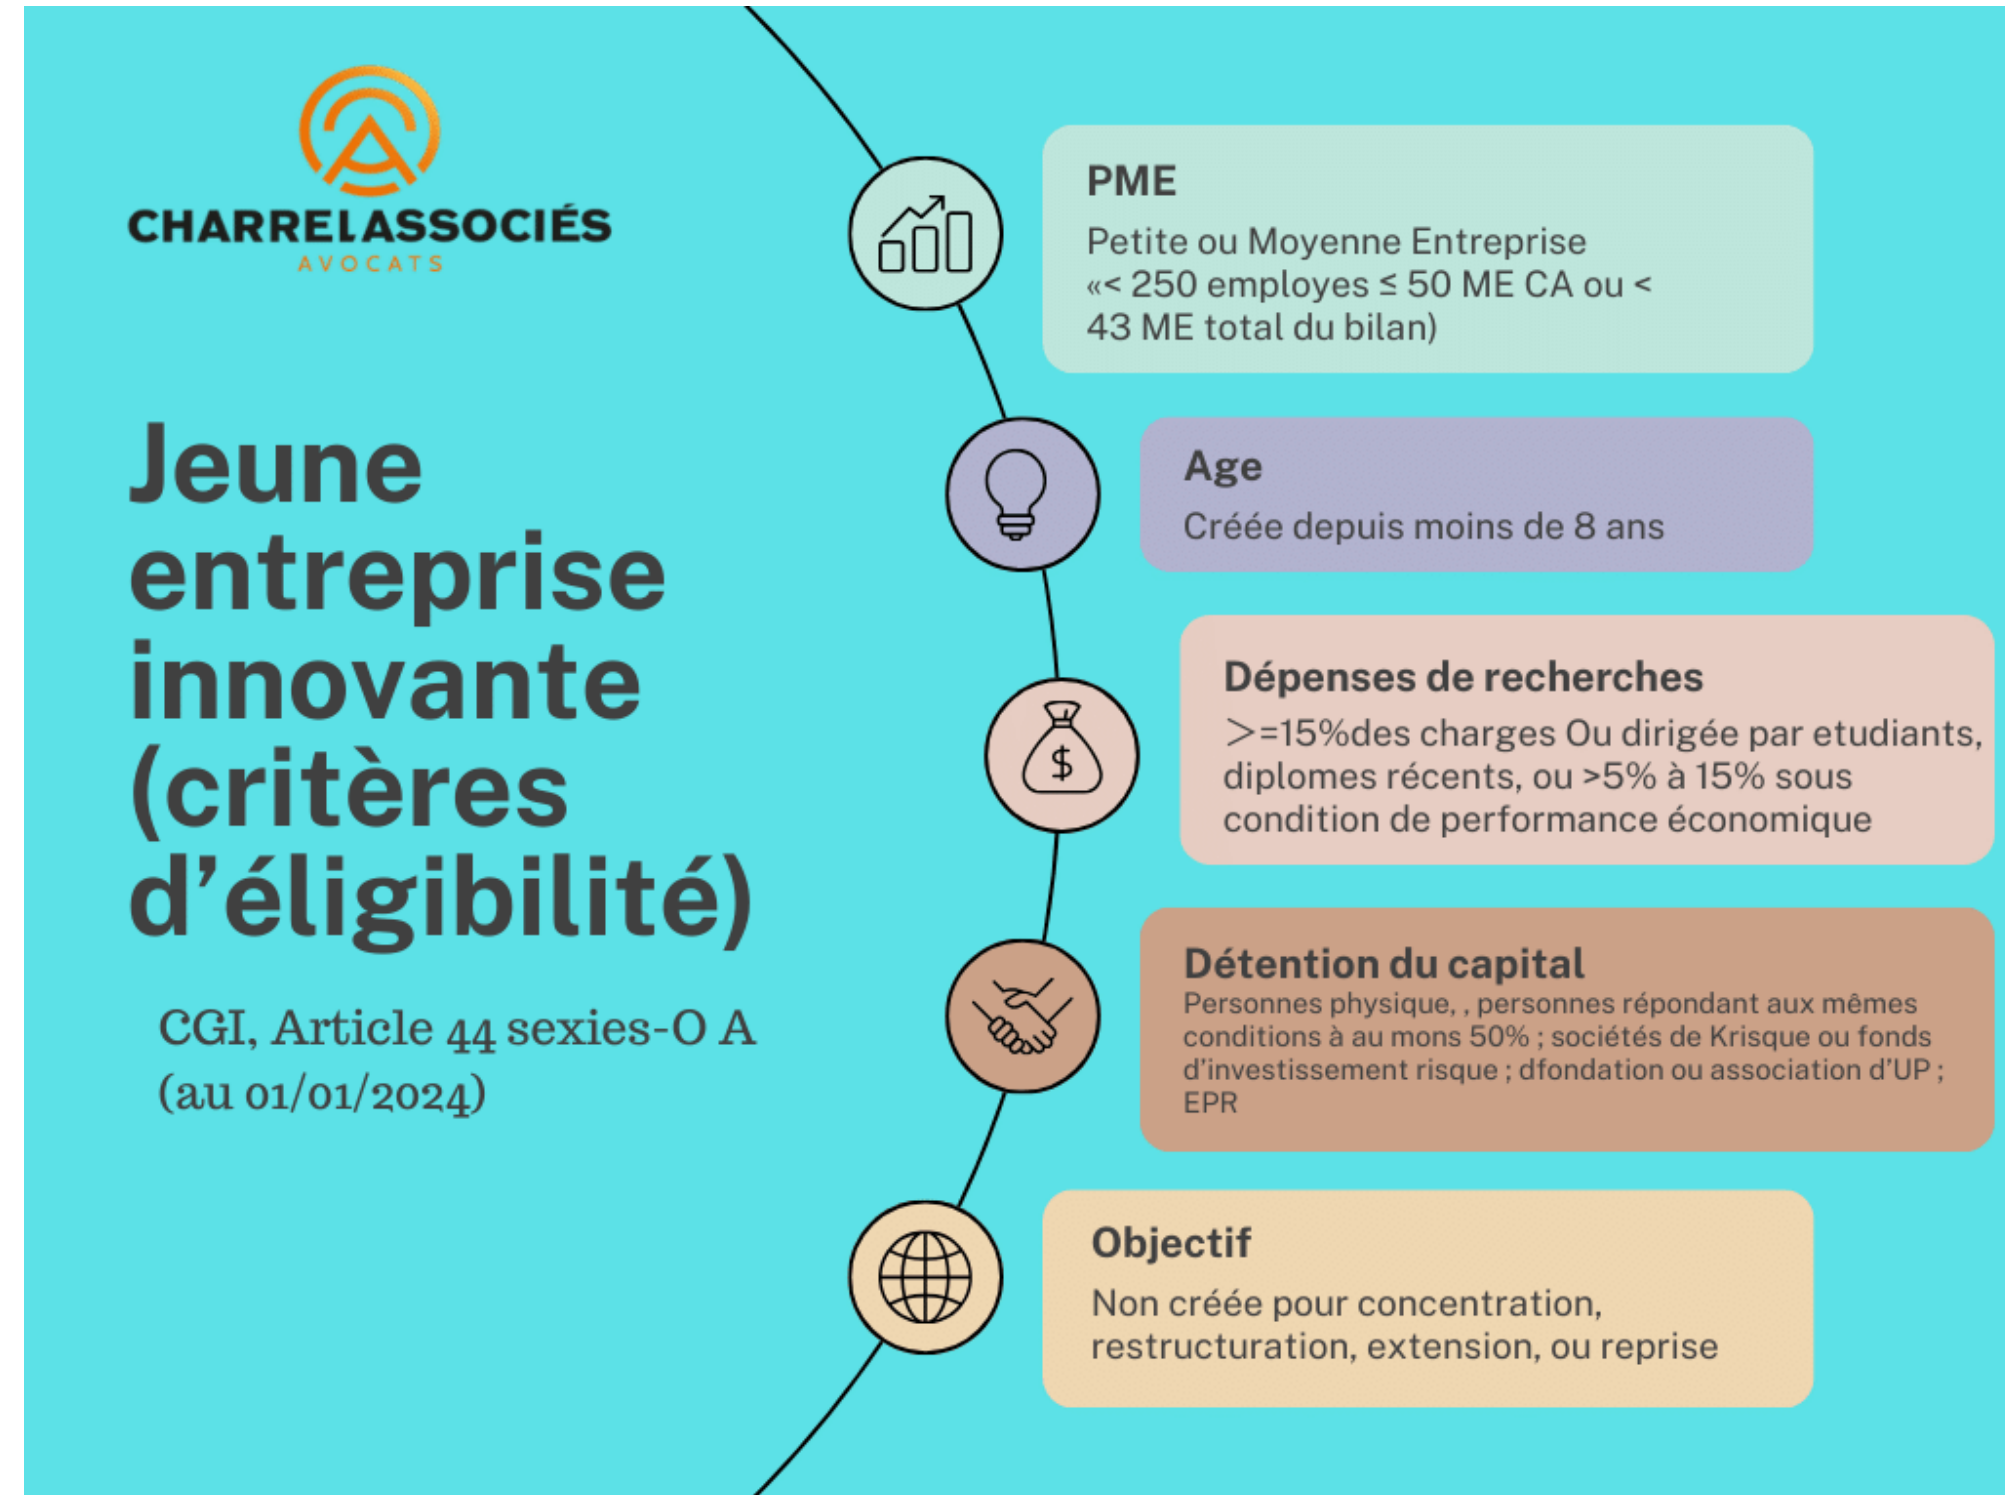 CHARREL ASSOCIÉS
AVOCATS
Jeune
entreprise
innovante
(critères
d'éligibilité)
CGI, Article 44 sexies-O A
(au 01/01/2024)
PME
Petite ou Moyenne Entreprise
«< 250 employes ≤ 50 ME CA ou <
43 ME total du bilan)
Age
Créée depuis moins de 8 ans
Dépenses de recherches
>=15%des charges Ou dirigée par etudiants,
diplomes récents, ou >5% à 15% sous
condition de performance économique
Détention du capital
Personnes physique, , personnes répondant aux mêmes
conditions à au mons 50% ; sociétés de Krisque ou fonds
d'investissement risque ; dfondation ou association d'UP ;
EPR
Objectif
Non créée pour concentration,
restructuration, extension, ou reprise